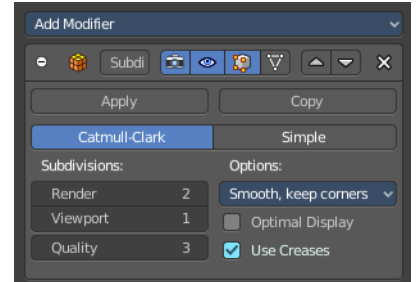 Add Modifier
Subdi
Apply
Copy
Catmull-Clark
Simple
Subdivisions:
Options:
Render 2
Smooth, keep corners
Viewport 1
Optimal Display
Quality 3
Use Creases